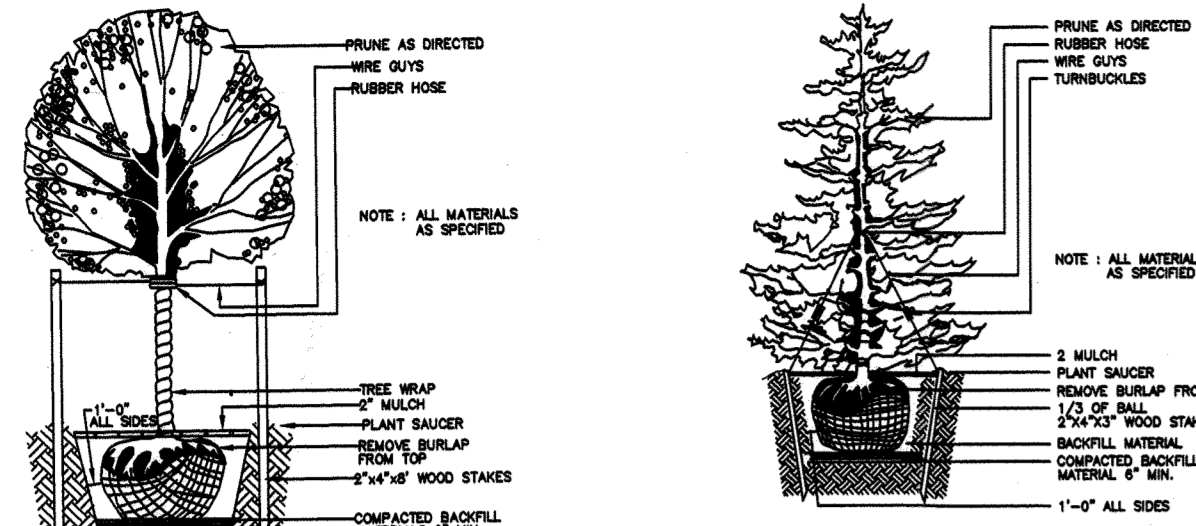 PRUNE AS DIRECTED
WIRE GUYS
RUBBER HOSE
NOTE : ALL MATERIALS
AS SPECIFIED
TREE WRAP
2" MULCH
1'-0"
ALL SIDES
PLANT SAUCER
REMOVE BURLAP
FROM TOP
2"x4"x8' WOOD STAKES
COMPACTED BACKFILL
PRUNE AS DIRECTED
RUBBER HOSE
WIRE GUYS
TURNBUCKLES
NOTE : ALL MATERIAL
AS SPECIFIED
2 MULCH
PLANT SAUCER
REMOVE BURLAP FRO
1/3 OF BALL
2"X4"X3" WOOD STAK
BACKFILL MATERIAL
COMPACTED BACKFILL
MATERIAL 6" MIN.
1'-0" ALL SIDES